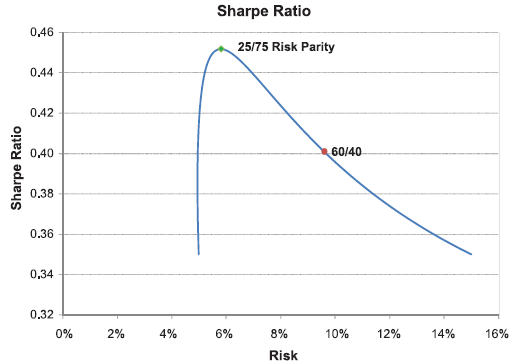 Sharpe Ratio
0.46
0.44
0.42
0.40
0.38
0.36
0.34
0.32
Sharpe Ratio
25/75 Risk Parity
60/40
0% 2% 4% 6% 8% 10% 12% 14% 16%
Risk